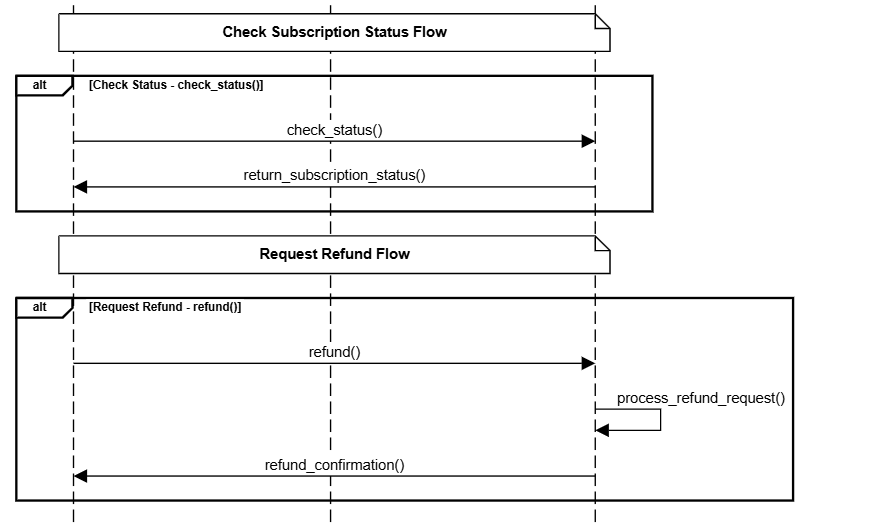 Check Subscription Status Flow
alt [Check Status - check_status()]
check_status()
return_subscription_status()
Request Refund Flow
alt [Request Refund - refund()]
refund()
process_refund_request()
refund_confirmation()